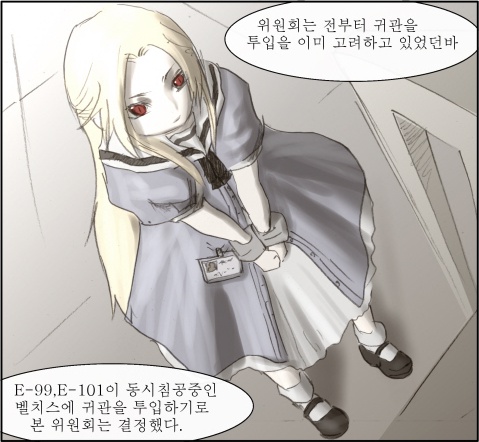 위원회는 전부터 귀관을
투입을 이미 고려하고 있었던바
E-99,E-101이 동시침공중인
벨치스에 귀관을 투입하기로
본 위원회는 결정했다.